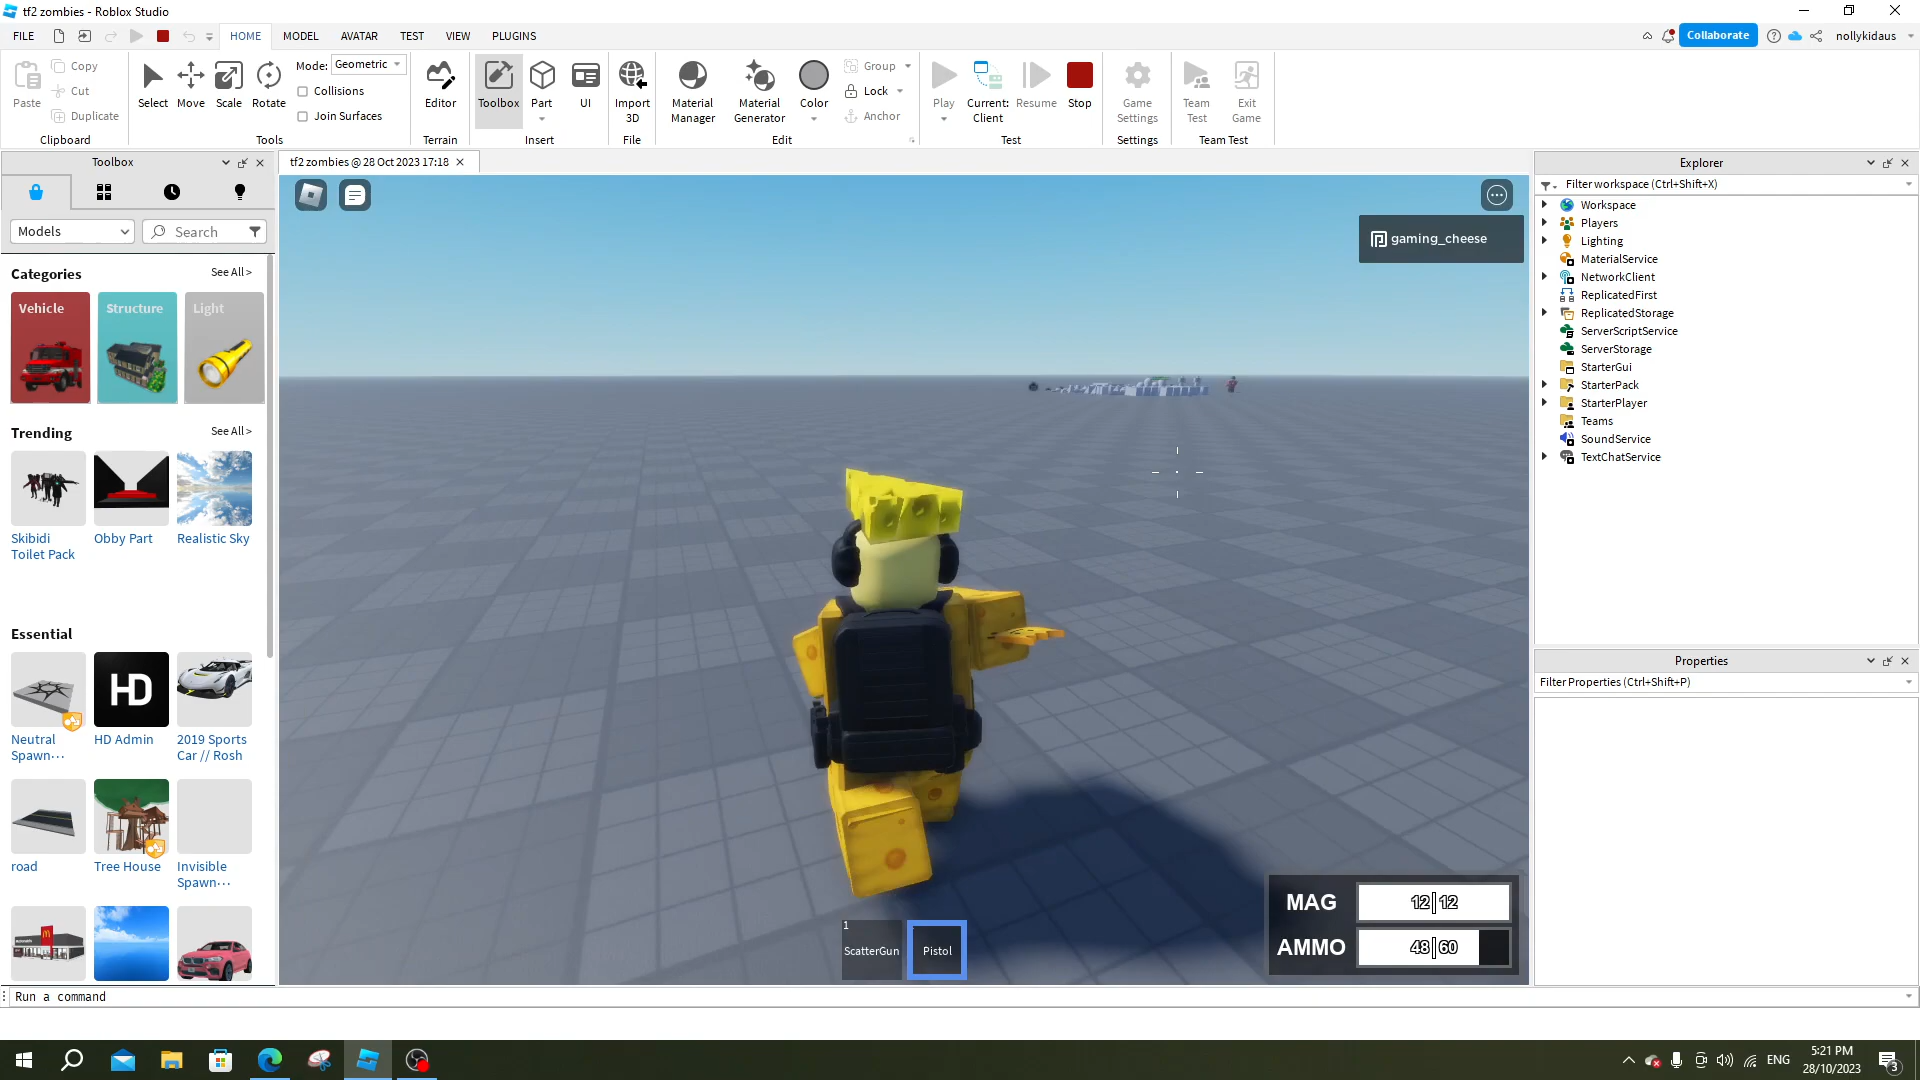 tf2 zombies - Roblox Studio
FILE HOME MODEL AVATAR TEST VIEW PLUGINS Collaborate nollykidaus
Paste Copy Cut Duplicate Clipboard
Select Move Scale Rotate Mode: Geometric Collisions Join Surfaces Tools
Editor Terrain
Toolbox Part UI Insert
Import 3D File
Material Manager Material Generator Color Group Lock Anchor Edit
Play Current: Client Resume Stop Test
Game Settings Settings
Team Test Exit Game Team Test
Toolbox
tf2 zombies @ 28 Oct 2023 17:18
Models Search
Categories See All >
Vehicle Structure Light
Trending See All >
Skibidi Toilet Pack
Obby Part
Realistic Sky
Essential
Neutral Spawn...
HD
HD Admin
2019 Sports Car // Rosh
road
Tree House
Invisible Spawn...
gaming_cheese
1
ScatterGun
Pistol
MAG 12|12
AMMO 48|60
Explorer
Filter workspace (Ctrl+Shift+X)
Workspace
Players
Lighting
MaterialService
NetworkClient
ReplicatedFirst
ReplicatedStorage
ServerScriptService
ServerStorage
StarterGui
StarterPack
StarterPlayer
Teams
SoundService
TextChatService
Properties
Filter Properties (Ctrl+Shift+P)
Run a command
ENG
5:21 PM
28/10/2023
3